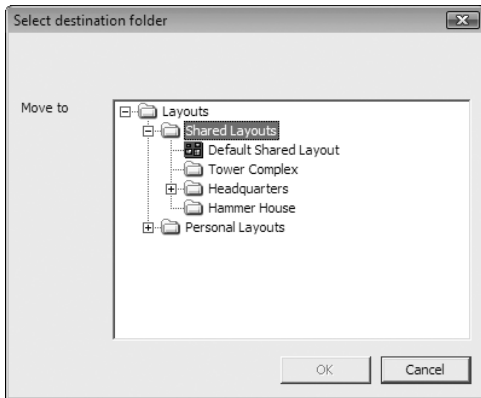 Select destination folder
Move to
Layouts
Shared Layouts
Default Shared Layout
Tower Complex
Headquarters
Hammer House
Personal Layouts
OK
Cancel